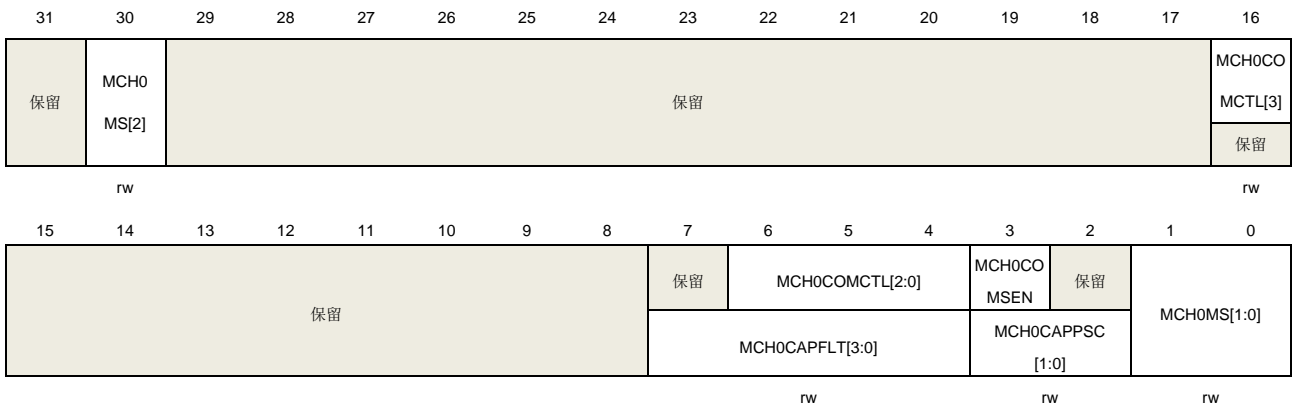 31 30 29 28 27 26 25 24 23 22 21 20 19 18 17 16
保留
MCH0
MS[2]
保留
MCH0CO
MCTL[3]
保留
rw
rw
15 14 13 12 11 10 9 8 7 6 5 4 3 2 1 0
保留
保留
MCH0COMCTL[2:0]
MCH0CO
MSEN
保留
MCH0MS[1:0]
MCH0CAPFLT[3:0]
MCH0CAPPSC
[1:0]
rw
rw
rw